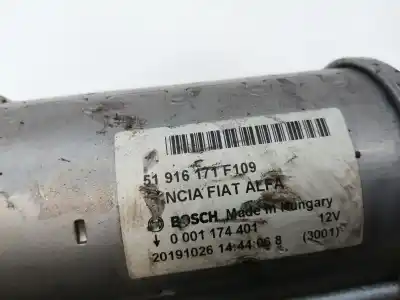 51 916 171 F109
NCIA FIAT ALFA
BOSCH Made in Hungary
0 001 174 401 12V
20191026 14:44:06 8 (3001)